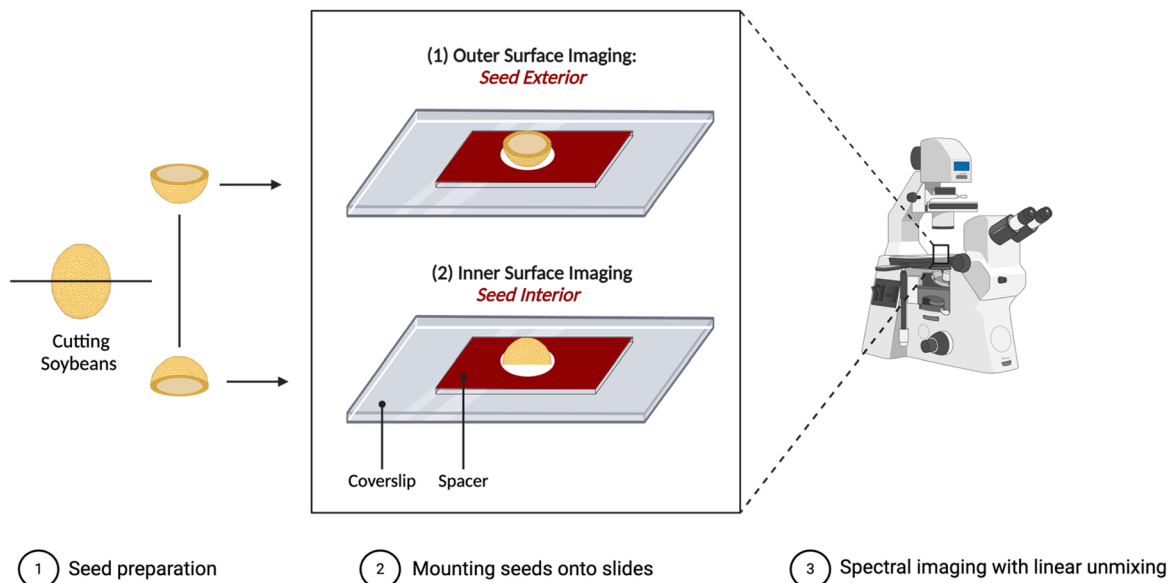 (1) Outer Surface Imaging:
Seed Exterior
Cutting
Soybeans
(2) Inner Surface Imaging
Seed Interior
Coverslip
Spacer
1 Seed preparation
2 Mounting seeds onto slides
3 Spectral imaging with linear unmixing